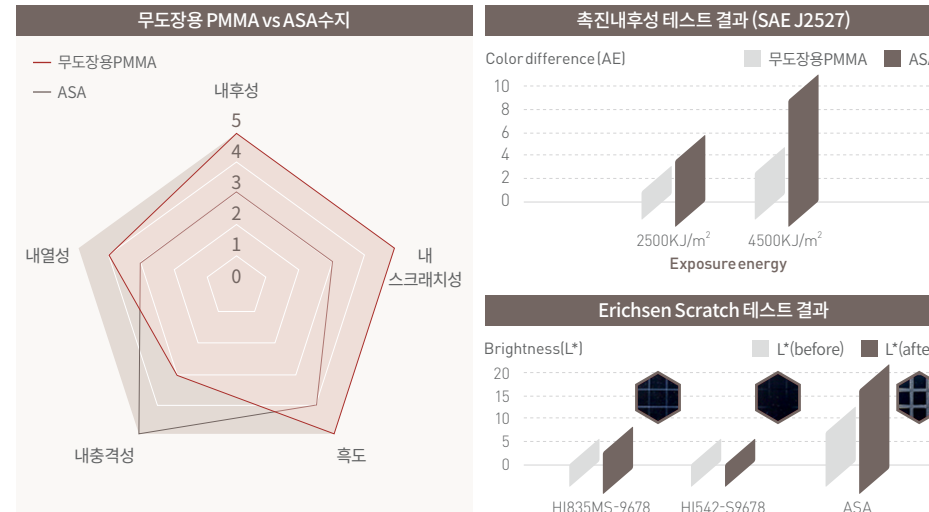 무도장용 PMMA vs ASA수지
무도장용PMMA
ASA
내후성
5
4
3
2
1
0
내열성
내
스크래치성
내충격성
흑도
촉진내후성 테스트 결과 (SAE J2527)
Color difference(AE)
무도장용PMMA
ASA
10
8
6
4
2
0
2500KJ/m²
4500KJ/m²
Exposure energy
Erichsen Scratch 테스트 결과
Brightness(L*)
L*(before)
L*(afte
20
15
10
5
0
HI835MS-9678
HI542-S9678
ASA